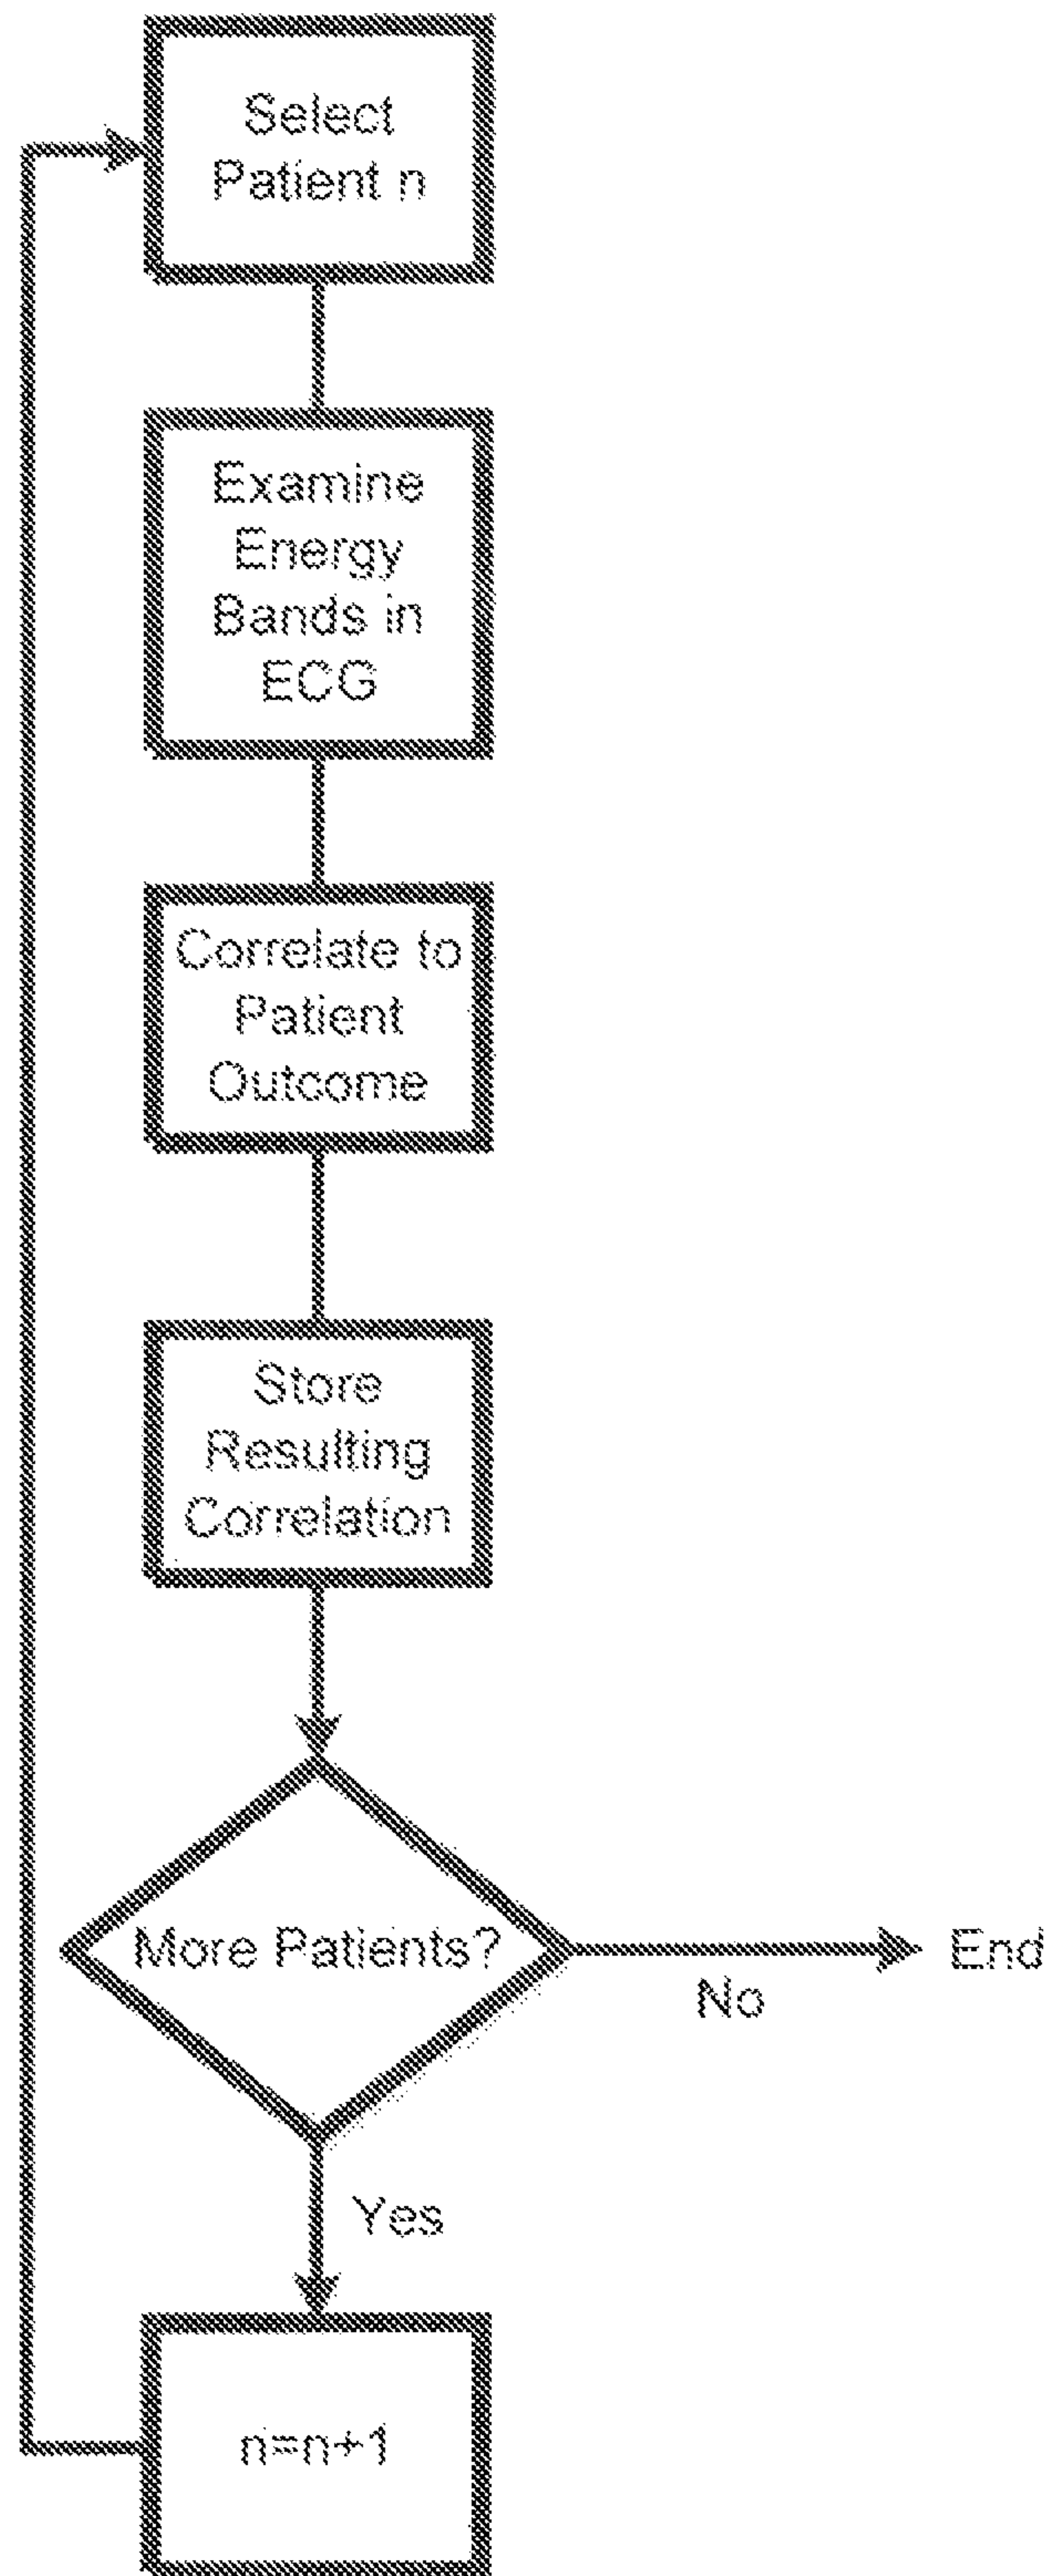 Select
Patient n
Examine
Energy
Bands in
ECG
Correlate to
Patient
Outcome
Store
Resulting
Correlation
More Patients?
No
End
Yes
n=n+1